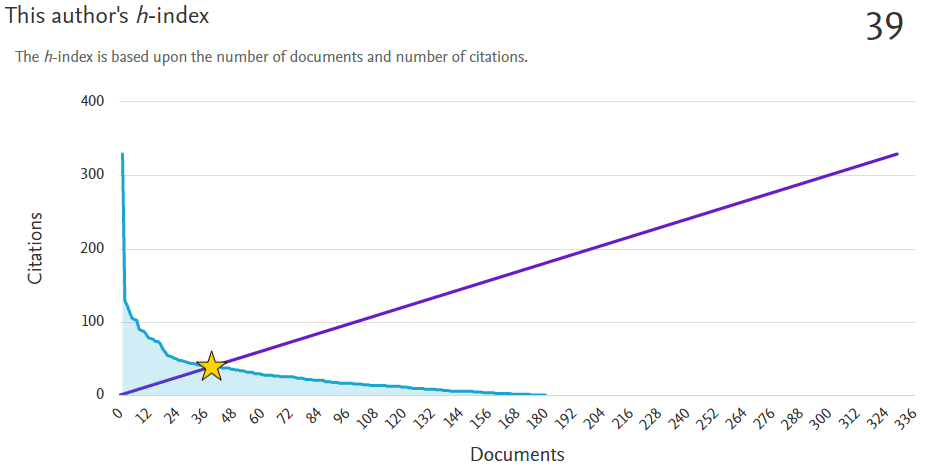 This author's h-index
39
The h-index is based upon the number of documents and number of citations.
400
300
200
100
0
Citations
0 12 24 36 48 60 72 84 96 108 120 132 144 156 168 180 192 204 216 228 240 252 264 276 288 300 312 324 336
Documents